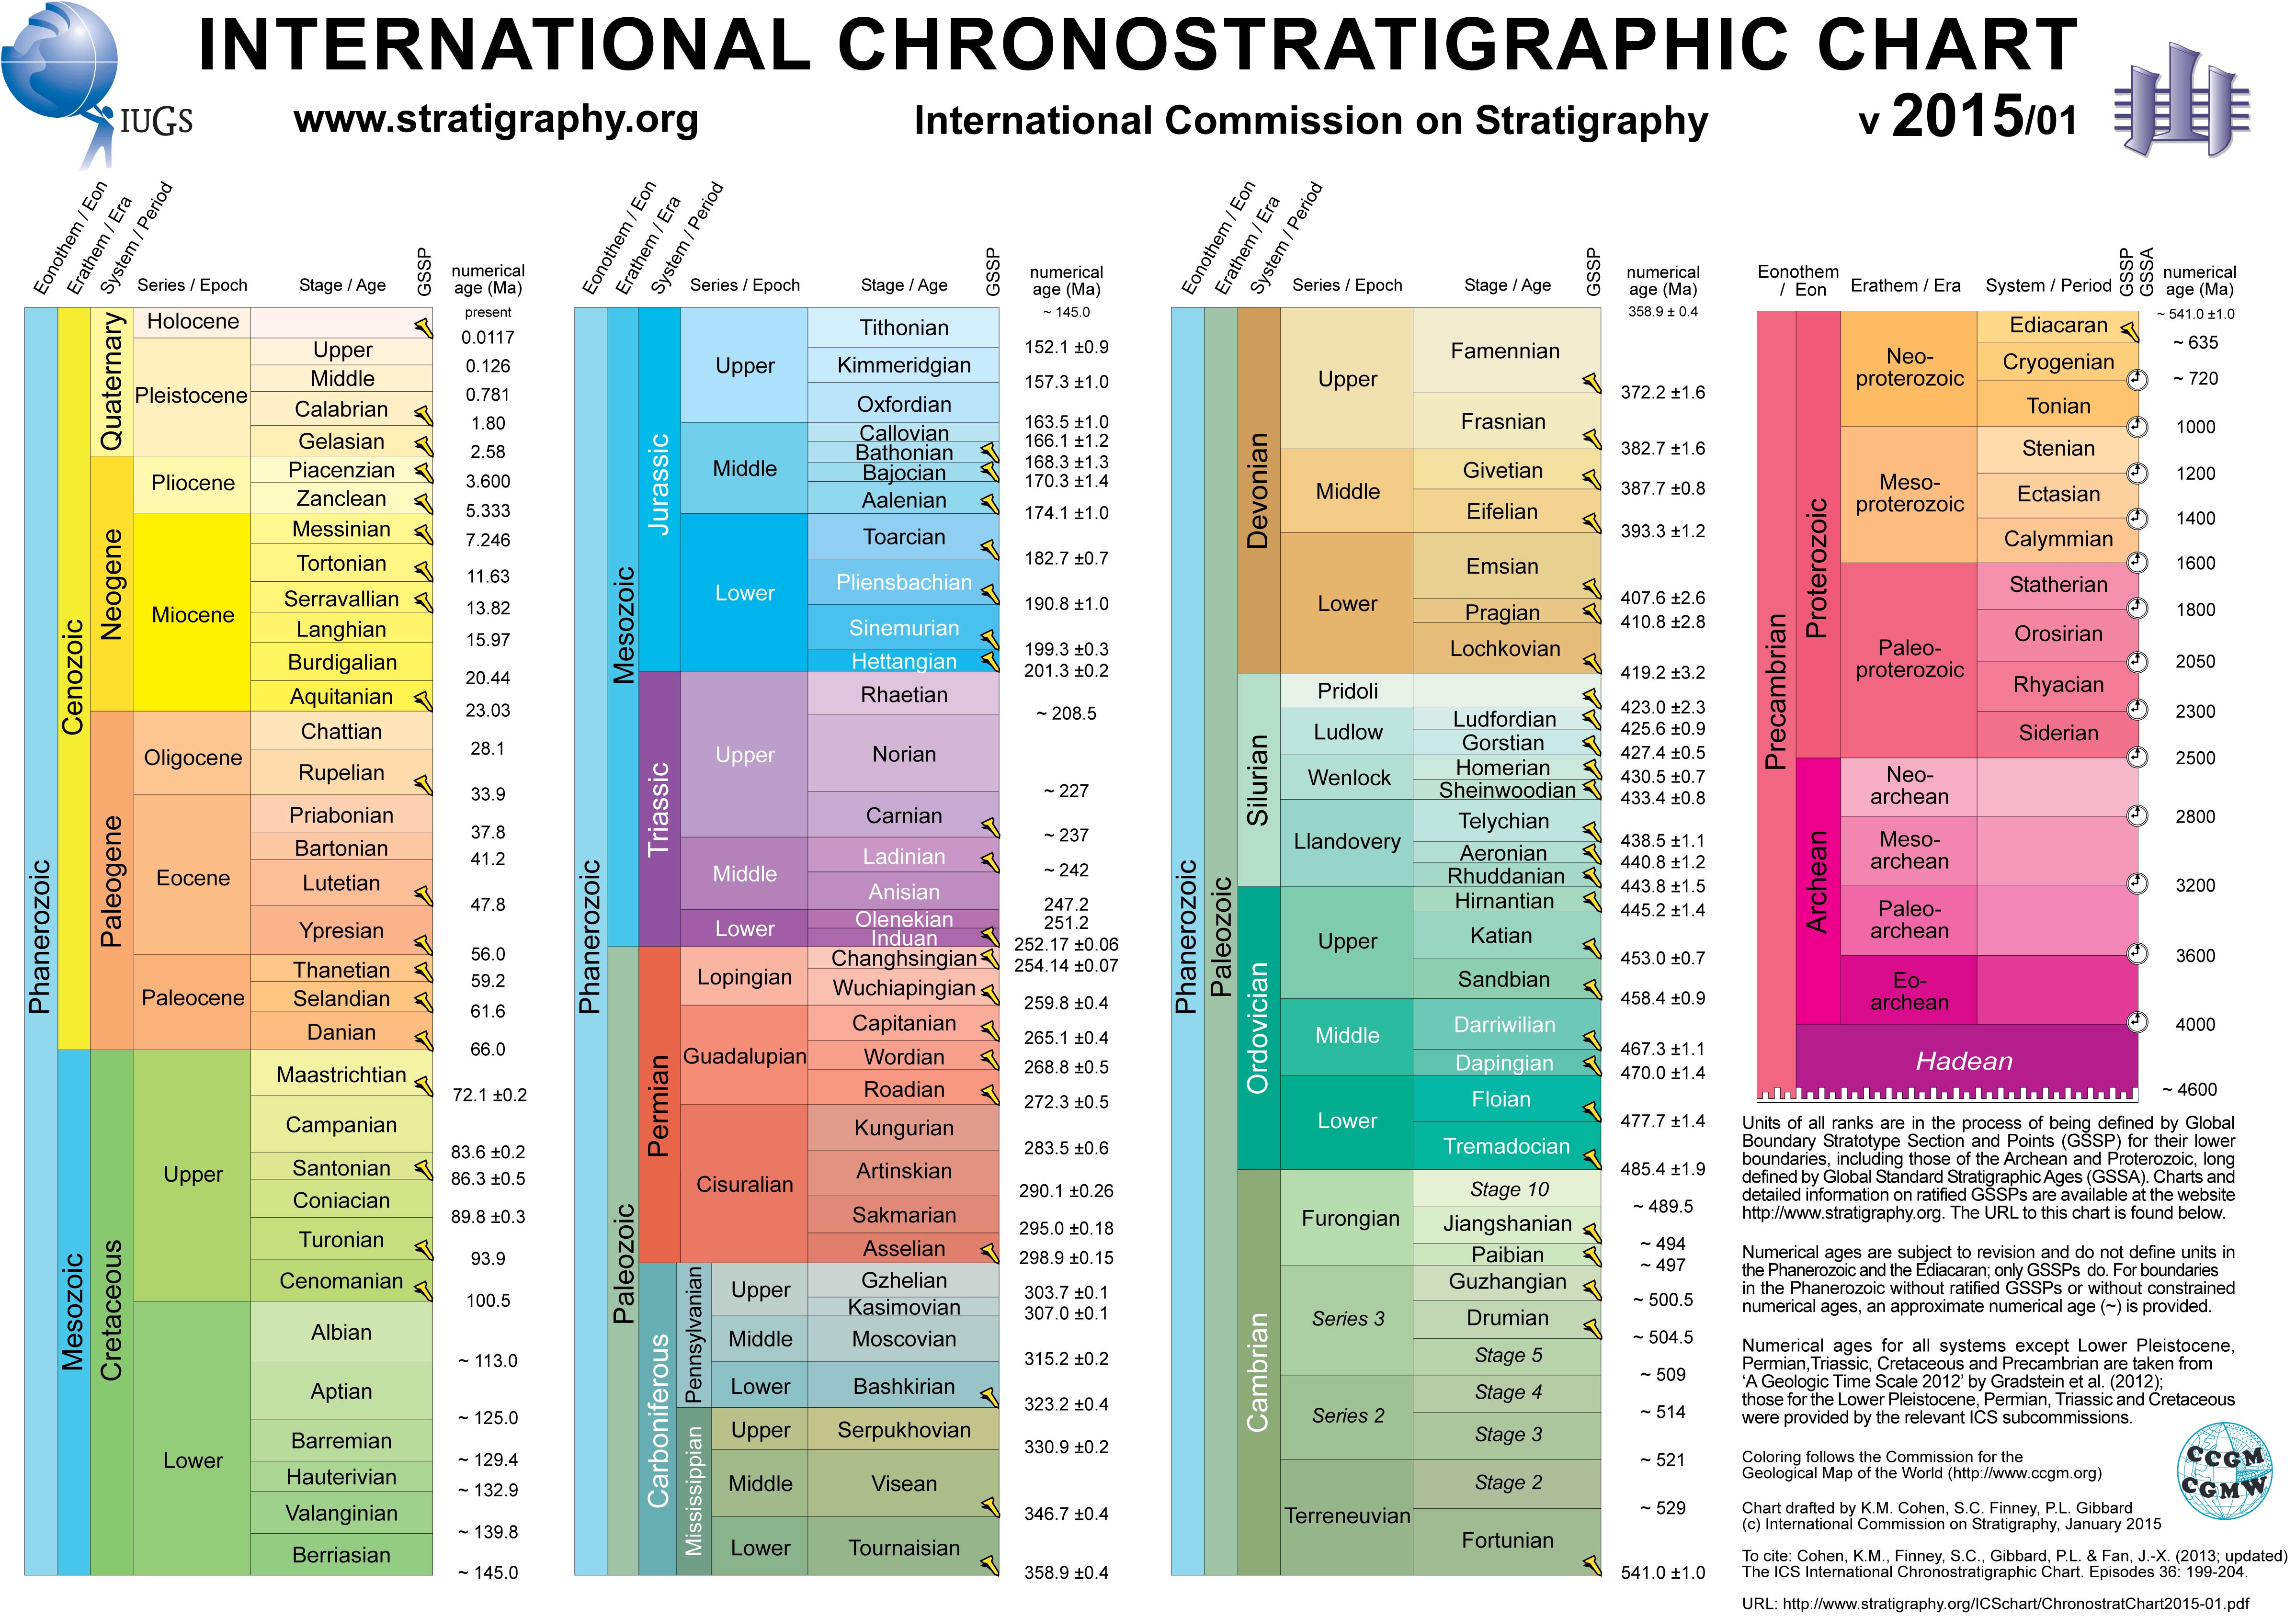 INTERNATIONAL CHRONOSTRATIGRAPHIC CHART
IUGS
www.stratigraphy.org
International Commission on Stratigraphy
v 2015/01
Eonothem / Eon
Erathem / Era
System / Period
Series / Epoch
Stage / Age
GSSP
numerical
age (Ma)
Phanerozoic
Cenozoic
Quaternary
Holocene
present
0.0117
Pleistocene
Upper
0.126
Middle
0.781
Calabrian
1.80
Gelasian
2.58
Neogene
Pliocene
Piacenzian
3.600
Zanclean
5.333
Miocene
Messinian
7.246
Tortonian
11.63
Serravallian
13.82
Langhian
15.97
Burdigalian
20.44
Aquitanian
23.03
Paleogene
Oligocene
Chattian
28.1
Rupelian
33.9
Eocene
Priabonian
37.8
Bartonian
41.2
Lutetian
47.8
Ypresian
56.0
Paleocene
Thanetian
59.2
Selandian
61.6
Danian
66.0
Mesozoic
Cretaceous
Upper
Maastrichtian
72.1 ±0.2
Campanian
83.6 ±0.2
Santonian
86.3 ±0.5
Coniacian
89.8 ±0.3
Turonian
93.9
Cenomanian
100.5
Lower
Albian
~ 113.0
Aptian
~ 125.0
Barremian
~ 129.4
Hauterivian
~ 132.9
Valanginian
~ 139.8
Berriasian
~ 145.0
Eonothem / Eon
Erathem / Era
System / Period
Series / Epoch
Stage / Age
GSSP
numerical
age (Ma)
Phanerozoic
Mesozoic
Jurassic
~ 145.0
Upper
Tithonian
152.1 ±0.9
Kimmeridgian
157.3 ±1.0
Oxfordian
163.5 ±1.0
Middle
Callovian
166.1 ±1.2
Bathonian
168.3 ±1.3
Bajocian
170.3 ±1.4
Aalenian
174.1 ±1.0
Lower
Toarcian
182.7 ±0.7
Pliensbachian
190.8 ±1.0
Sinemurian
199.3 ±0.3
Hettangian
201.3 ±0.2
Triassic
Upper
Rhaetian
~ 208.5
Norian
~ 227
Carnian
~ 237
Middle
Ladinian
~ 242
Anisian
247.2
Lower
Olenekian
251.2
Induan
252.17 ±0.06
Paleozoic
Permian
Lopingian
Changhsingian
254.14 ±0.07
Wuchiapingian
259.8 ±0.4
Guadalupian
Capitanian
265.1 ±0.4
Wordian
268.8 ±0.5
Roadian
272.3 ±0.5
Cisuralian
Kungurian
283.5 ±0.6
Artinskian
290.1 ±0.26
Sakmarian
295.0 ±0.18
Asselian
298.9 ±0.15
Carboniferous
Pennsylvanian
Upper
Gzhelian
303.7 ±0.1
Kasimovian
307.0 ±0.1
Middle
Moscovian
315.2 ±0.2
Lower
Bashkirian
323.2 ±0.4
Mississippian
Upper
Serpukhovian
330.9 ±0.2
Middle
Visean
346.7 ±0.4
Lower
Tournaisian
358.9 ±0.4
Eonothem / Eon
Erathem / Era
System / Period
Series / Epoch
Stage / Age
GSSP
numerical
age (Ma)
Phanerozoic
Paleozoic
Devonian
358.9 ± 0.4
Upper
Famennian
372.2 ±1.6
Frasnian
382.7 ±1.6
Middle
Givetian
387.7 ±0.8
Eifelian
393.3 ±1.2
Lower
Emsian
407.6 ±2.6
Pragian
410.8 ±2.8
Lochkovian
419.2 ±3.2
Silurian
Pridoli
423.0 ±2.3
Ludlow
Ludfordian
425.6 ±0.9
Gorstian
427.4 ±0.5
Wenlock
Homerian
430.5 ±0.7
Sheinwoodian
433.4 ±0.8
Llandovery
Telychian
438.5 ±1.1
Aeronian
440.8 ±1.2
Rhuddanian
443.8 ±1.5
Ordovician
Upper
Hirnantian
445.2 ±1.4
Katian
453.0 ±0.7
Sandbian
458.4 ±0.9
Middle
Darriwilian
467.3 ±1.1
Dapingian
470.0 ±1.4
Lower
Floian
477.7 ±1.4
Tremadocian
485.4 ±1.9
Cambrian
Furongian
Stage 10
~ 489.5
Jiangshanian
~ 494
Paibian
~ 497
Series 3
Guzhangian
~ 500.5
Drumian
~ 504.5
Stage 5
~ 509
Series 2
Stage 4
~ 514
Stage 3
~ 521
Terreneuvian
Stage 2
~ 529
Fortunian
541.0 ±1.0
Eonothem
/ Eon
Erathem / Era
System / Period
GSSP
GSSA
numerical
age (Ma)
Precambrian
Proterozoic
~ 541.0 ±1.0
Neo-
proterozoic
Ediacaran
~ 635
Cryogenian
~ 720
Tonian
1000
Meso-
proterozoic
Stenian
1200
Ectasian
1400
Calymmian
1600
Paleo-
proterozoic
Statherian
1800
Orosirian
2050
Rhyacian
2300
Siderian
2500
Archean
Neo-
archean
2800
Meso-
archean
3200
Paleo-
archean
3600
Eo-
archean
4000
Hadean
~ 4600
Units of all ranks are in the process of being defined by Global
Boundary Stratotype Section and Points (GSSP) for their lower
boundaries, including those of the Archean and Proterozoic, long
defined by Global Standard Stratigraphic Ages (GSSA). Charts and
detailed information on ratified GSSPs are available at the website
http://www.stratigraphy.org. The URL to this chart is found below.
Numerical ages are subject to revision and do not define units in
the Phanerozoic and the Ediacaran; only GSSPs do. For boundaries
in the Phanerozoic without ratified GSSPs or without constrained
numerical ages, an approximate numerical age (~) is provided.
Numerical ages for all systems except Lower Pleistocene,
Permian,Triassic, Cretaceous and Precambrian are taken from
‘A Geologic Time Scale 2012’ by Gradstein et al. (2012);
those for the Lower Pleistocene, Permian, Triassic and Cretaceous
were provided by the relevant ICS subcommissions.
Coloring follows the Commission for the
Geological Map of the World (http://www.ccgm.org)
CCGM
CGMW
Chart drafted by K.M. Cohen, S.C. Finney, P.L. Gibbard
(c) International Commission on Stratigraphy, January 2015
To cite: Cohen, K.M., Finney, S.C., Gibbard, P.L. & Fan, J.-X. (2013; updated)
The ICS International Chronostratigraphic Chart. Episodes 36: 199-204.
URL: http://www.stratigraphy.org/ICSchart/ChronostratChart2015-01.pdf